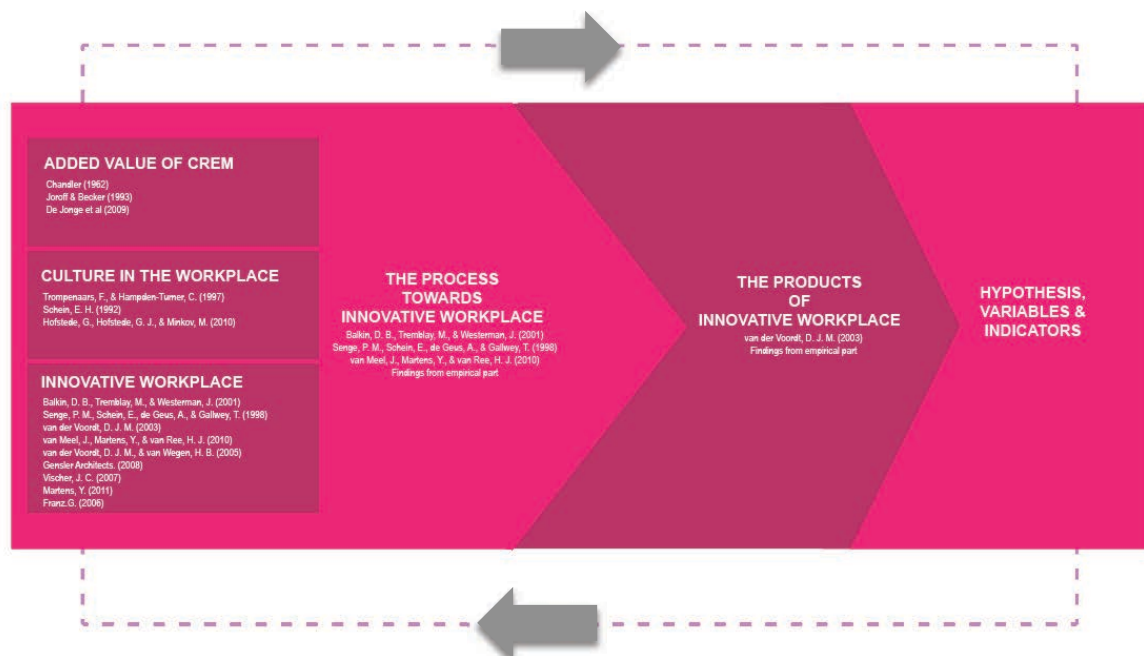 ADDED VALUE OF CREM
Chandler (1962)
Joroff & Becker (1993)
De Jonge et al (2009)
CULTURE IN THE WORKPLACE
Trompenaars, F., & Hampden-Turner, C. (1997)
Schein, E. H. (1992)
Hofstede, G., Hofstede, G. J., & Minkov, M. (2010)
INNOVATIVE WORKPLACE
Balkin, D. B., Tremblay, M., & Westerman, J. (2001)
Senge, P. M., Schein, E., de Geus, A., & Gallwey, T. (1998)
van der Voordt, D. J. M. (2003)
van Meel, J., Martens, Y., & van Ree, H. J. (2010)
van der Voordt, D. J. M., & van Wegen, H. B. (2005)
Gensler Architects. (2008)
Vischer, J. C. (2007)
Martens, Y. (2011)
Franz.G. (2006)
THE PROCESS
TOWARDS
INNOVATIVE WORKPLACE
Balkin, D. B., Tremblay, M., & Westerman, J. (2001)
Senge, P. M., Schein, E., de Geus, A., & Gallwey, T. (1998)
van Meel, J., Martens, Y., & van Ree, H. J. (2010)
Findings from empirical part
THE PRODUCTS
OF
INNOVATIVE WORKPLACE
van der Voordt, D. J. M. (2003)
Findings from empirical part
HYPOTHESIS,
VARIABLES &
INDICATORS